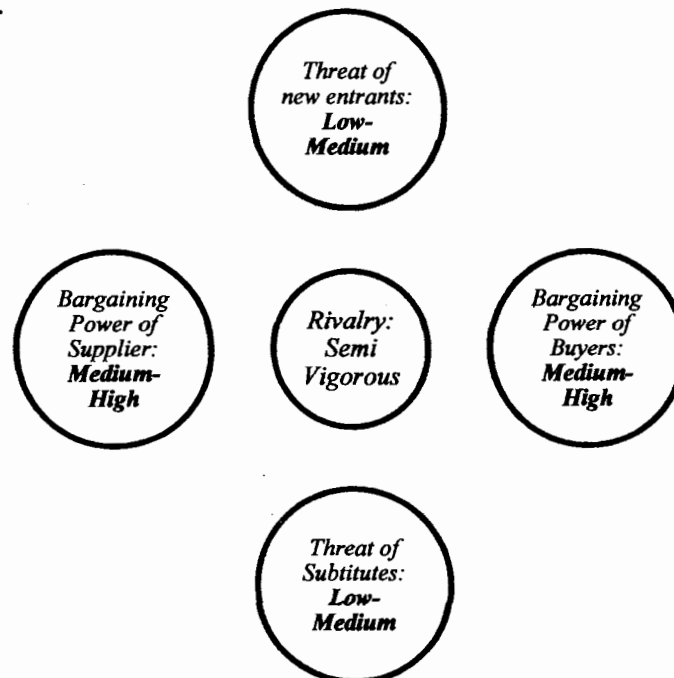 Threat of
new entrants:
Low-
Medium
Bargaining
Power of
Supplier:
Medium-
High
Rivalry:
Semi
Vigorous
Bargaining
Power of
Buyers:
Medium-
High
Threat of
Subtitutes:
Low-
Medium